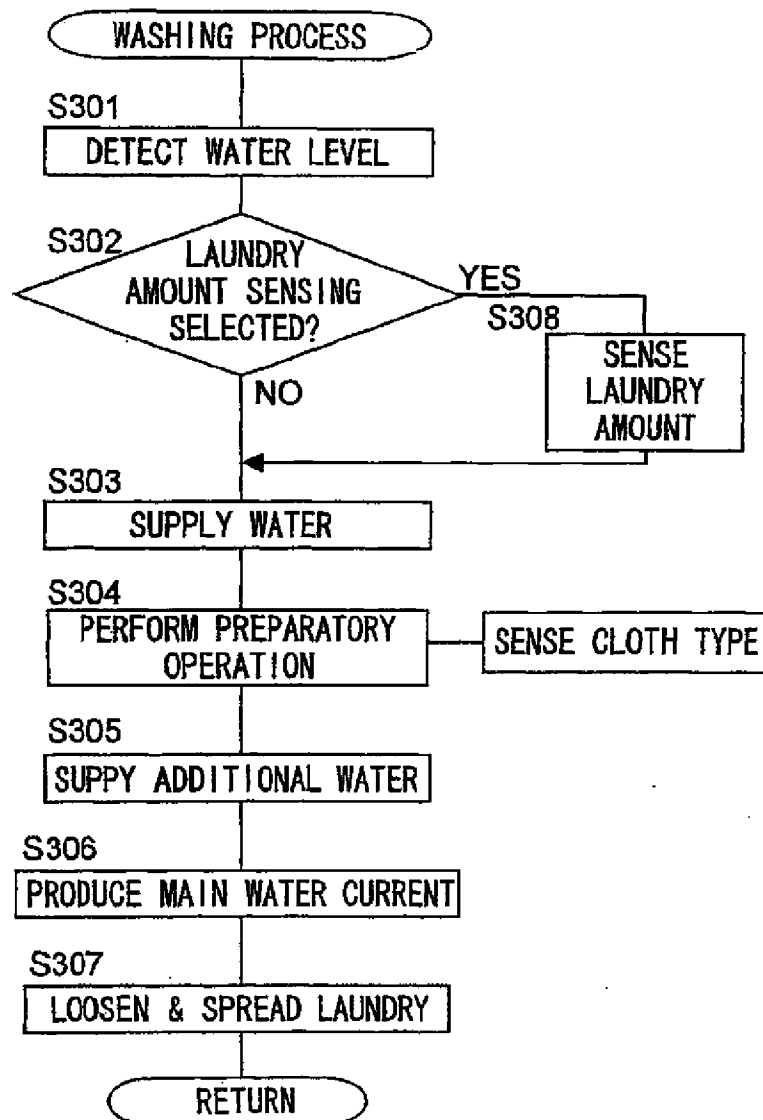 WASHING PROCESS
S301
DETECT WATER LEVEL
S302
LAUNDRY
AMOUNT SENSING
SELECTED?
YES
S308
SENSE
LAUNDRY
AMOUNT
NO
S303
SUPPLY WATER
S304
PERFORM PREPARATORY
OPERATION
SENSE CLOTH TYPE
S305
SUPPY ADDITIONAL WATER
S306
PRODUCE MAIN WATER CURRENT
S307
LOOSEN & SPREAD LAUNDRY
RETURN